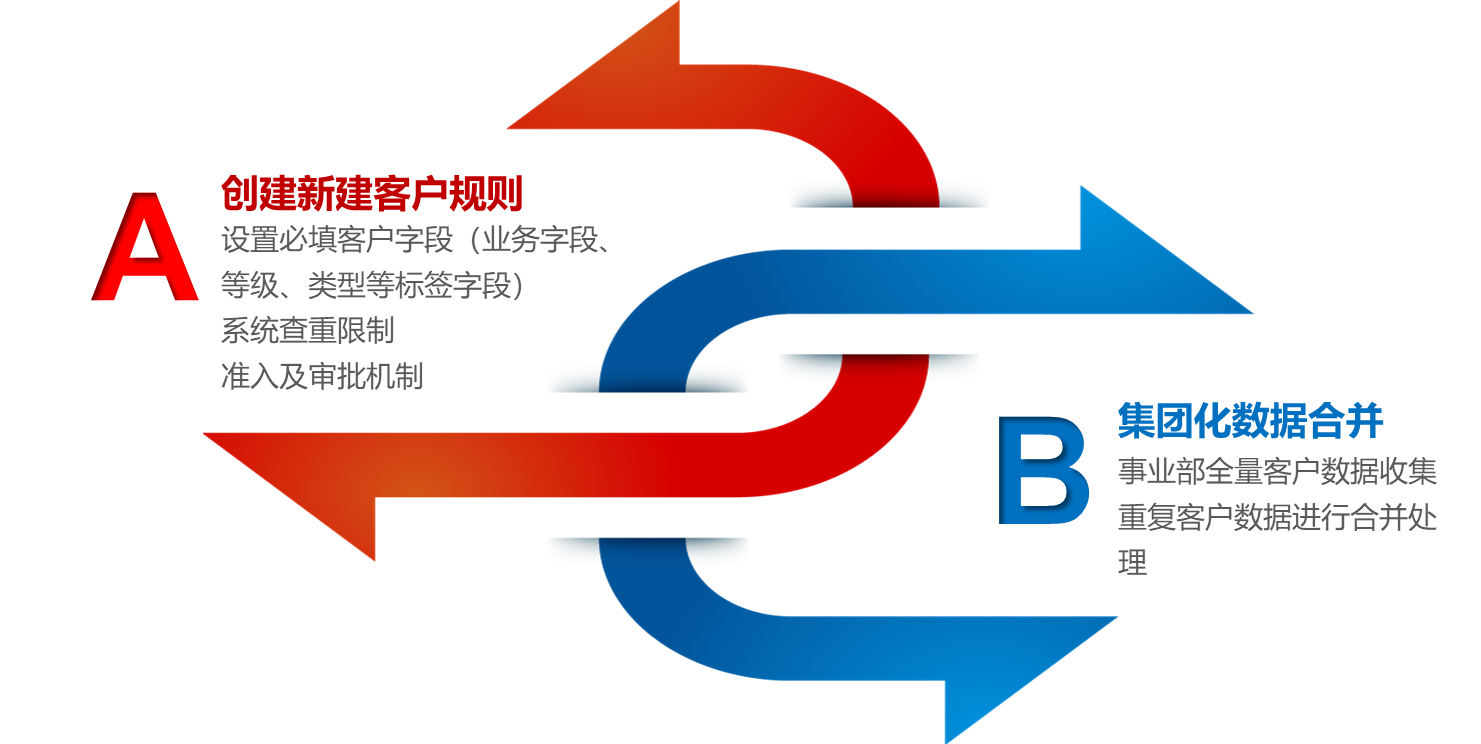 A
创建新建客户规则
设置必填客户字段（业务字段、
等级、类型等标签字段）
系统查重限制
准入及审批机制
B
集团化数据合并
事业部全量客户数据收集
重复客户数据进行合并处
理